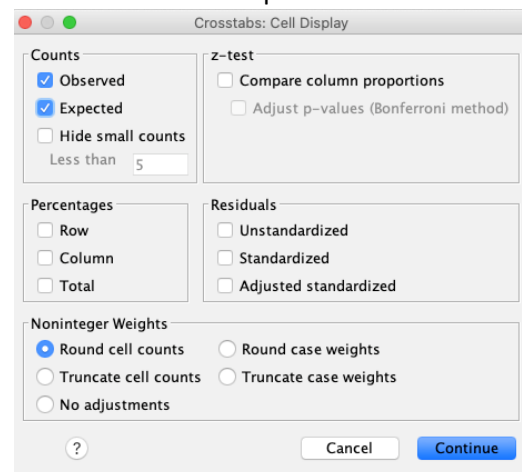 Crosstabs: Cell Display
Counts
Observed
Expected
Hide small counts
Less than 5
z-test
Compare column proportions
Adjust p-values (Bonferroni method)
Percentages
Row
Column
Total
Residuals
Unstandardized
Standardized
Adjusted standardized
Noninteger Weights
Round cell counts Round case weights
Truncate cell counts Truncate case weights
No adjustments
? Cancel Continue